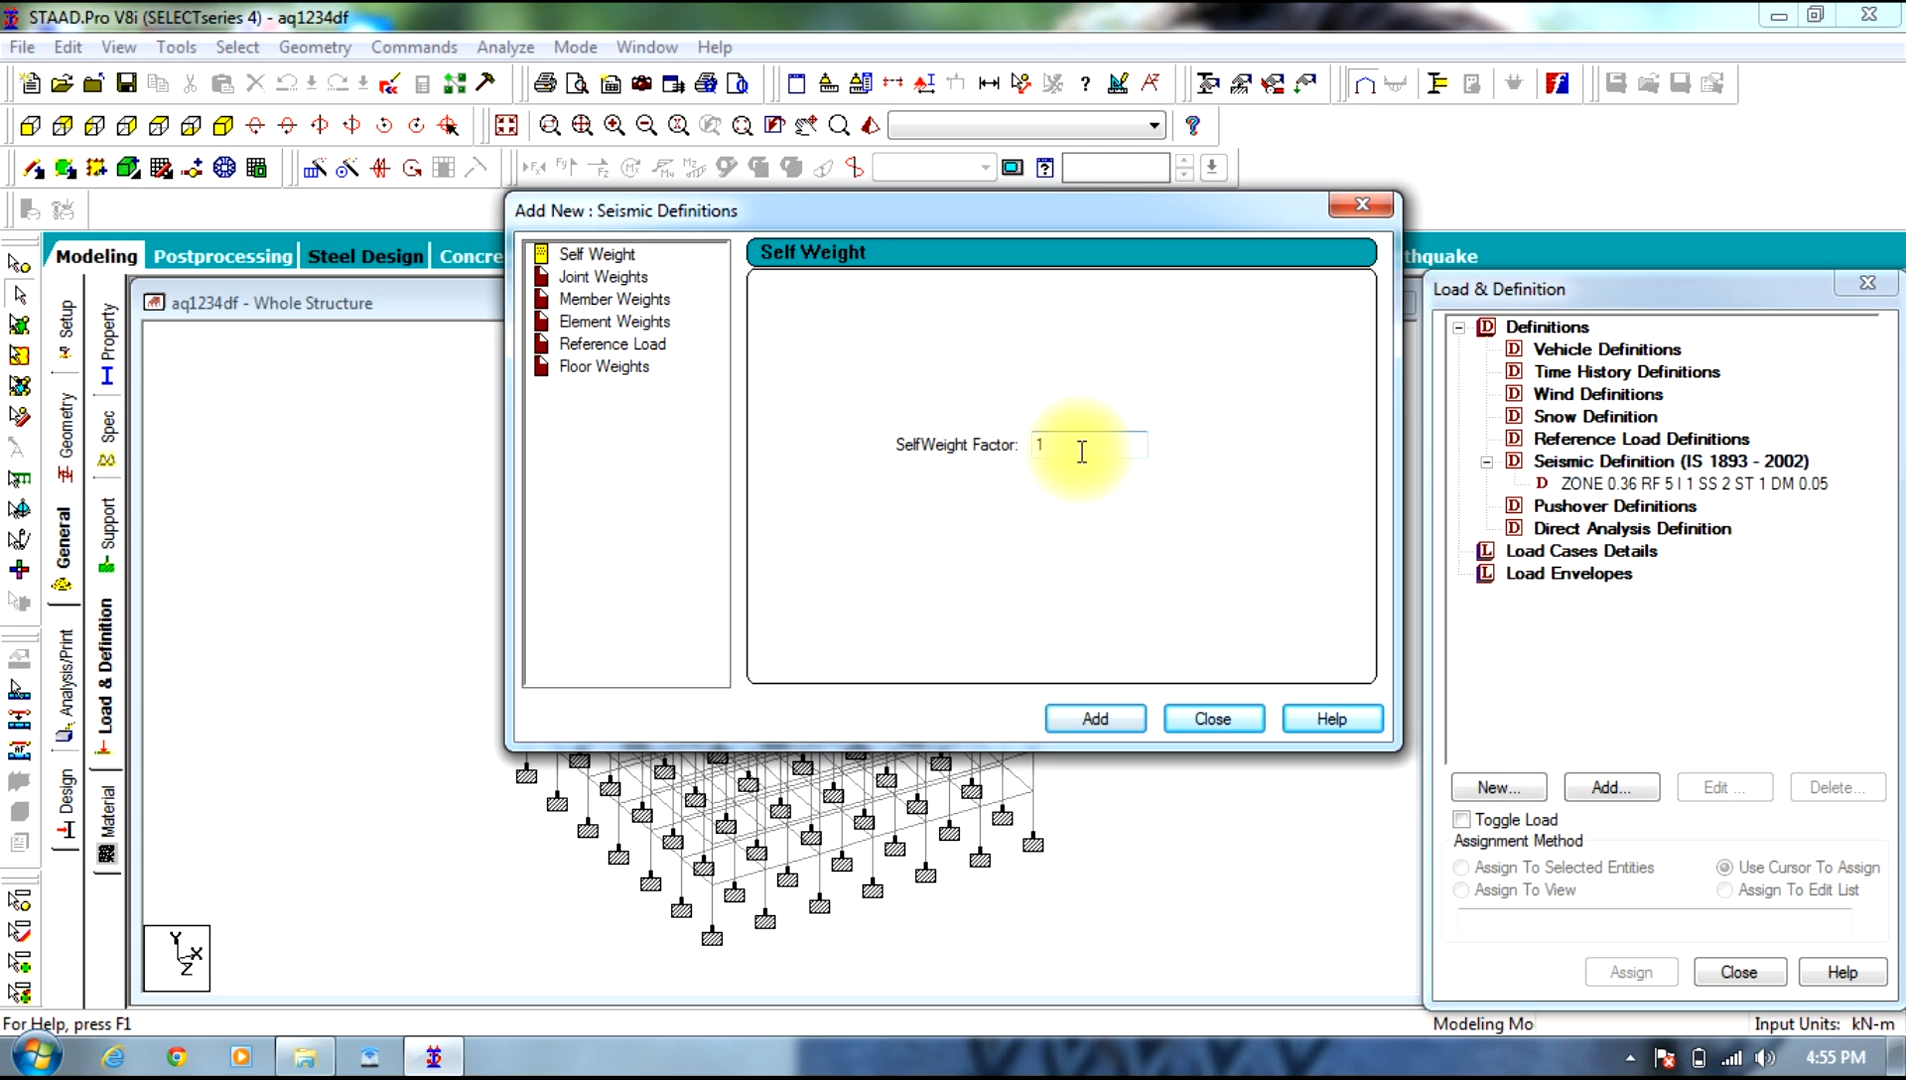 STAAD.Pro V8i (SELECTseries 4) - aq1234df
File Edit View Tools Select Geometry Commands Analyze Mode Window Help
Add New : Seismic Definitions
Self Weight
Joint Weights
Member Weights
Element Weights
Reference Load
Floor Weights
Self Weight
SelfWeight Factor: 1
Add Close Help
Modeling Postprocessing Steel Design Concre
thquake
aq1234df - Whole Structure
Setup
Geometry
General
Analysis/Print
Design
Property
Spec
Support
Load & Definition
Material
Y
X
Z
Load & Definition
Definitions
Vehicle Definitions
Time History Definitions
Wind Definitions
Snow Definition
Reference Load Definitions
Seismic Definition (IS 1893 - 2002)
ZONE 0.36 RF 5 I 1 SS 2 ST 1 DM 0.05
Pushover Definitions
Direct Analysis Definition
Load Cases Details
Load Envelopes
New... Add... Edit ... Delete...
Toggle Load
Assignment Method
Assign To Selected Entities Use Cursor To Assign
Assign To View Assign To Edit List
Assign Close Help
For Help, press F1
Modeling Mo
Input Units: kN-m
4:55 PM